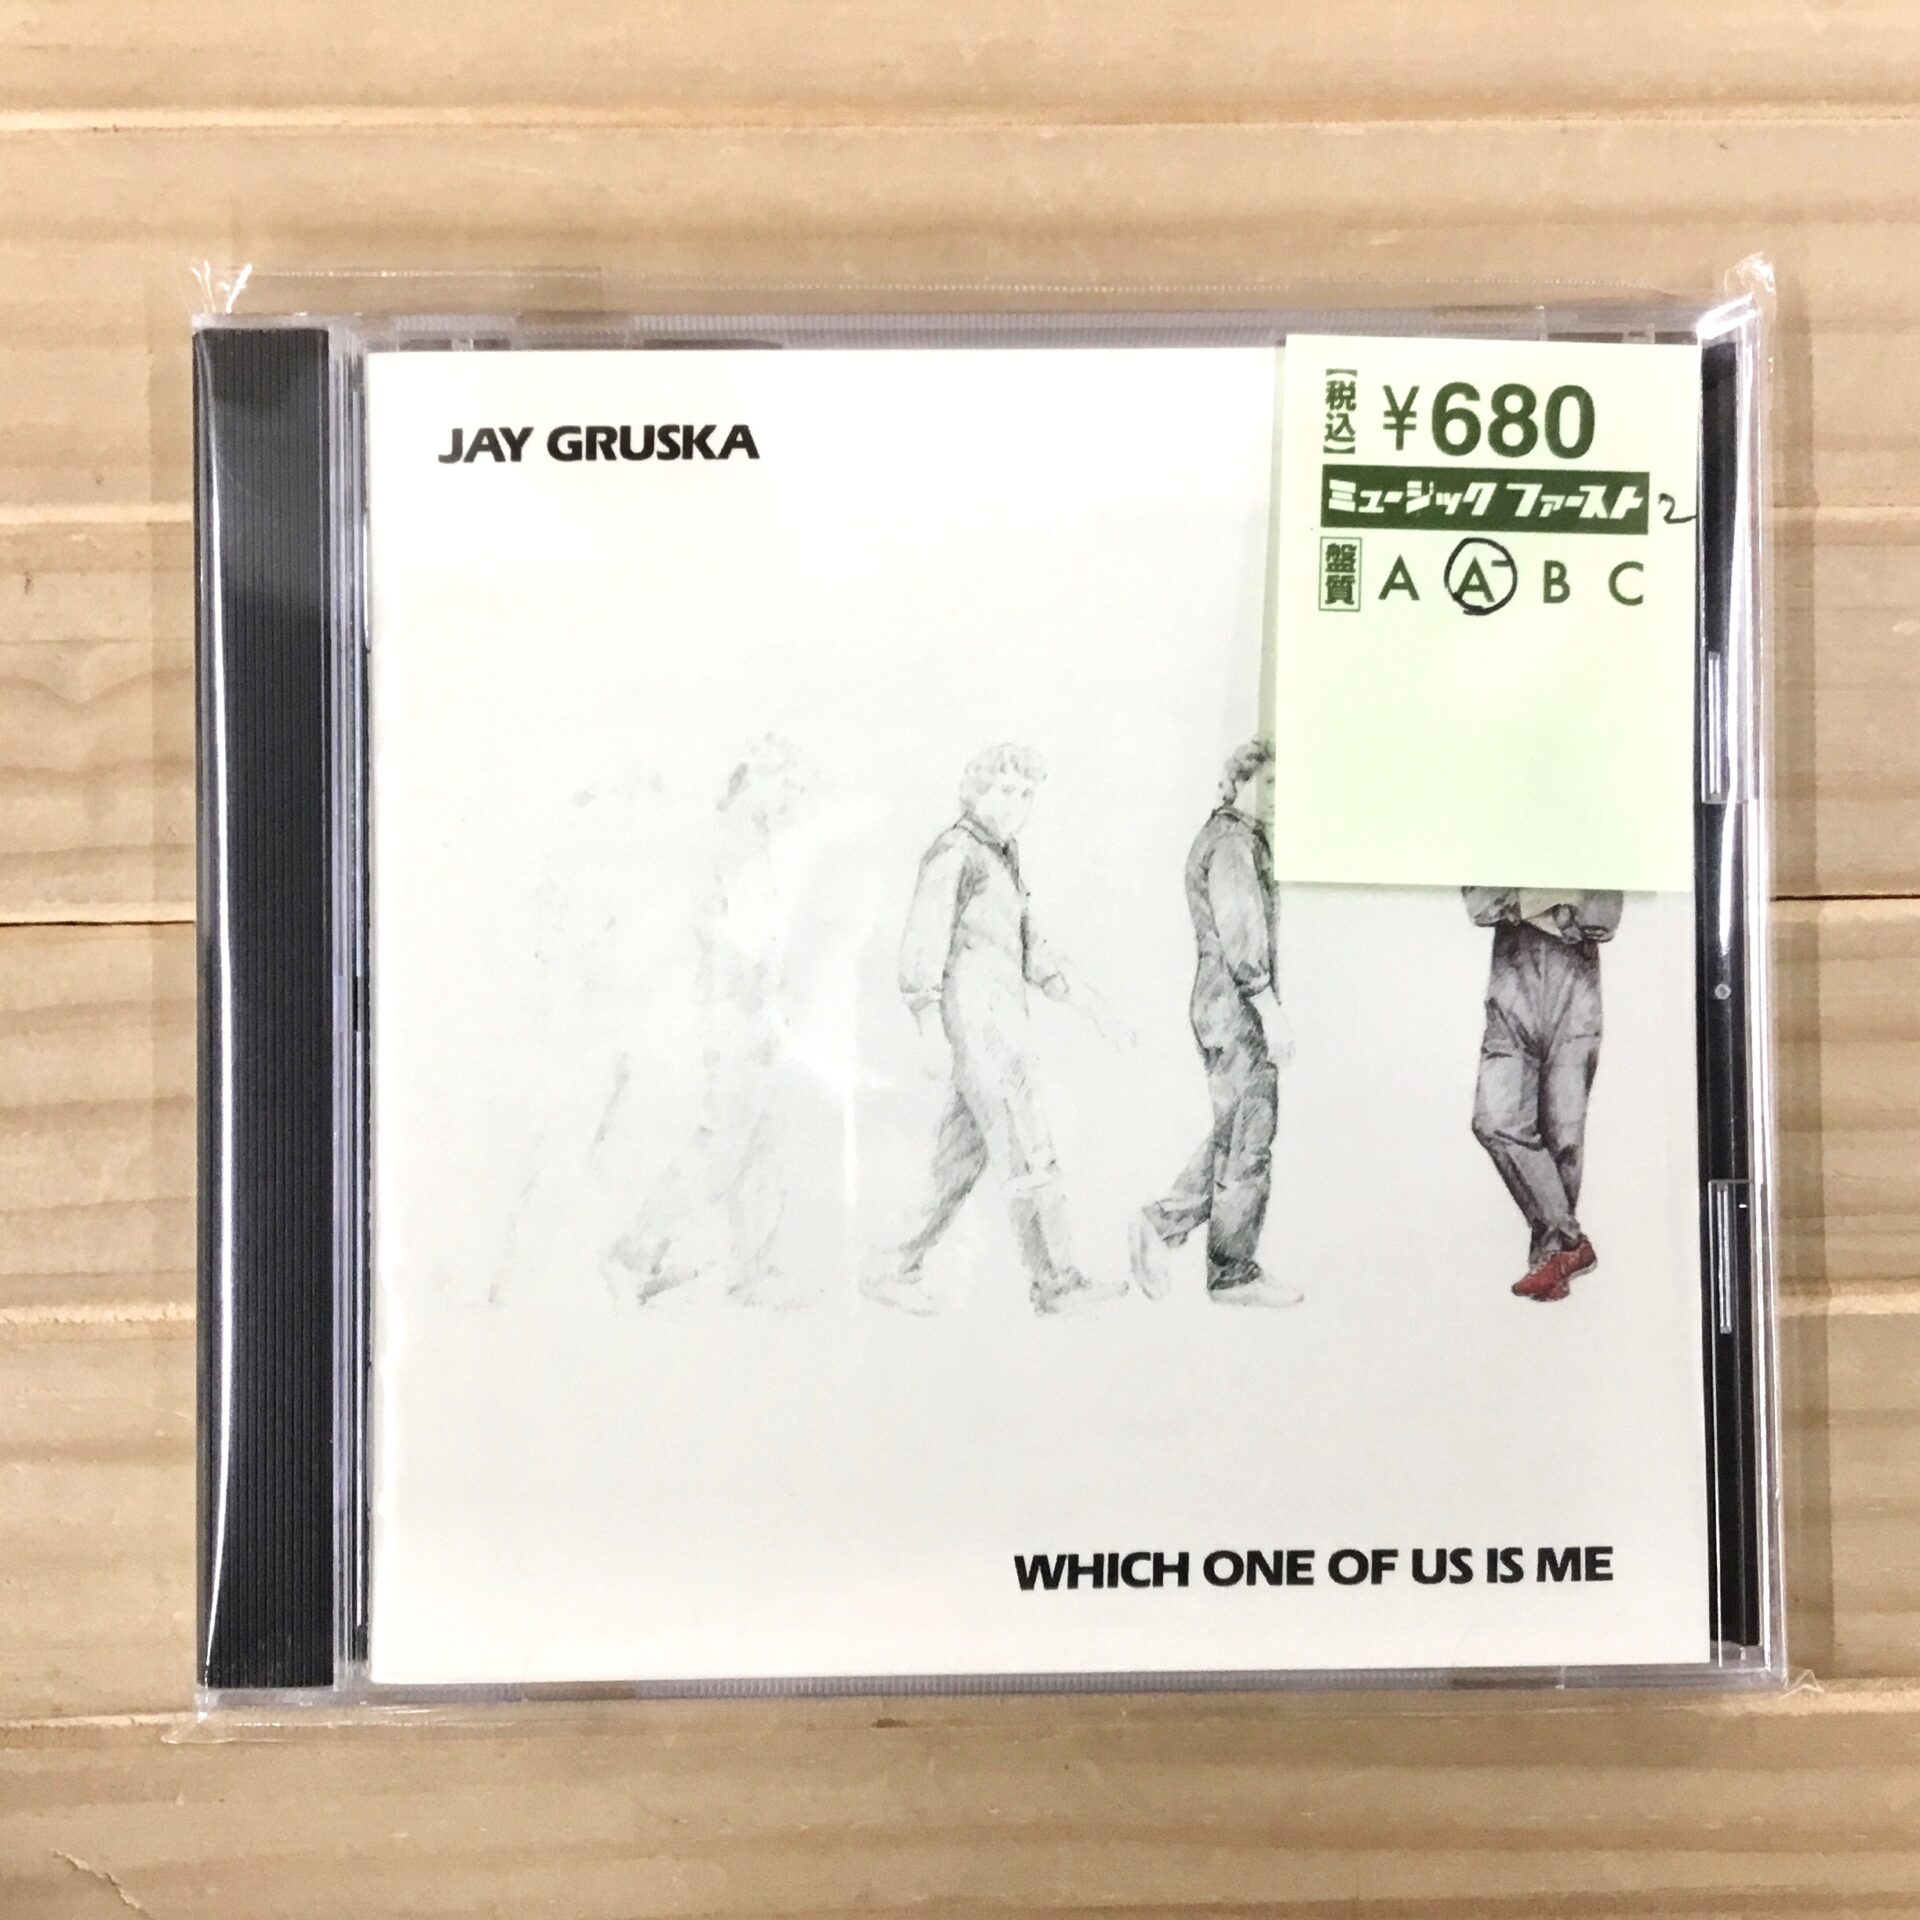 JAY GRUSKA
【税込】 ¥680
ミュージック ファースト 2
盤質 A A- B C
WHICH ONE OF US IS ME